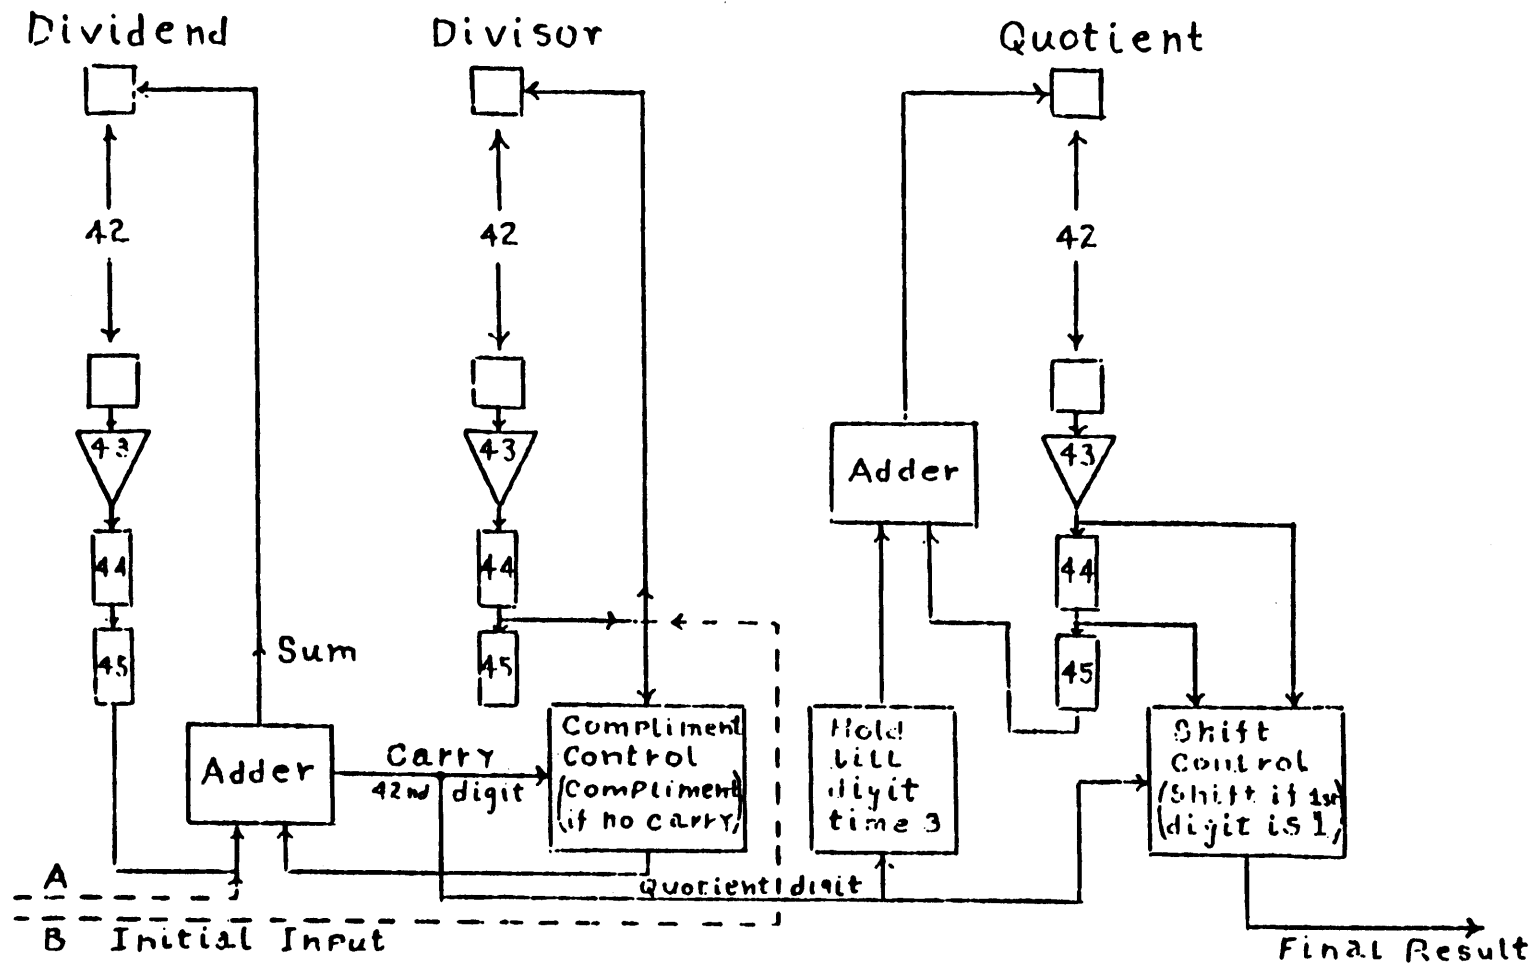 Dividend
Divisor
Quotient
42
42
42
43
43
43
Adder
44
44
44
Sum
45
45
45
Adder
Carry
42nd digit
Compliment
Control
(Compliment
if no carry)
Hold
till
digit
time 3
Shift
Control
(Shift if 1st
digit is 1)
A
Quotient digit
B Initial Input
Final Result